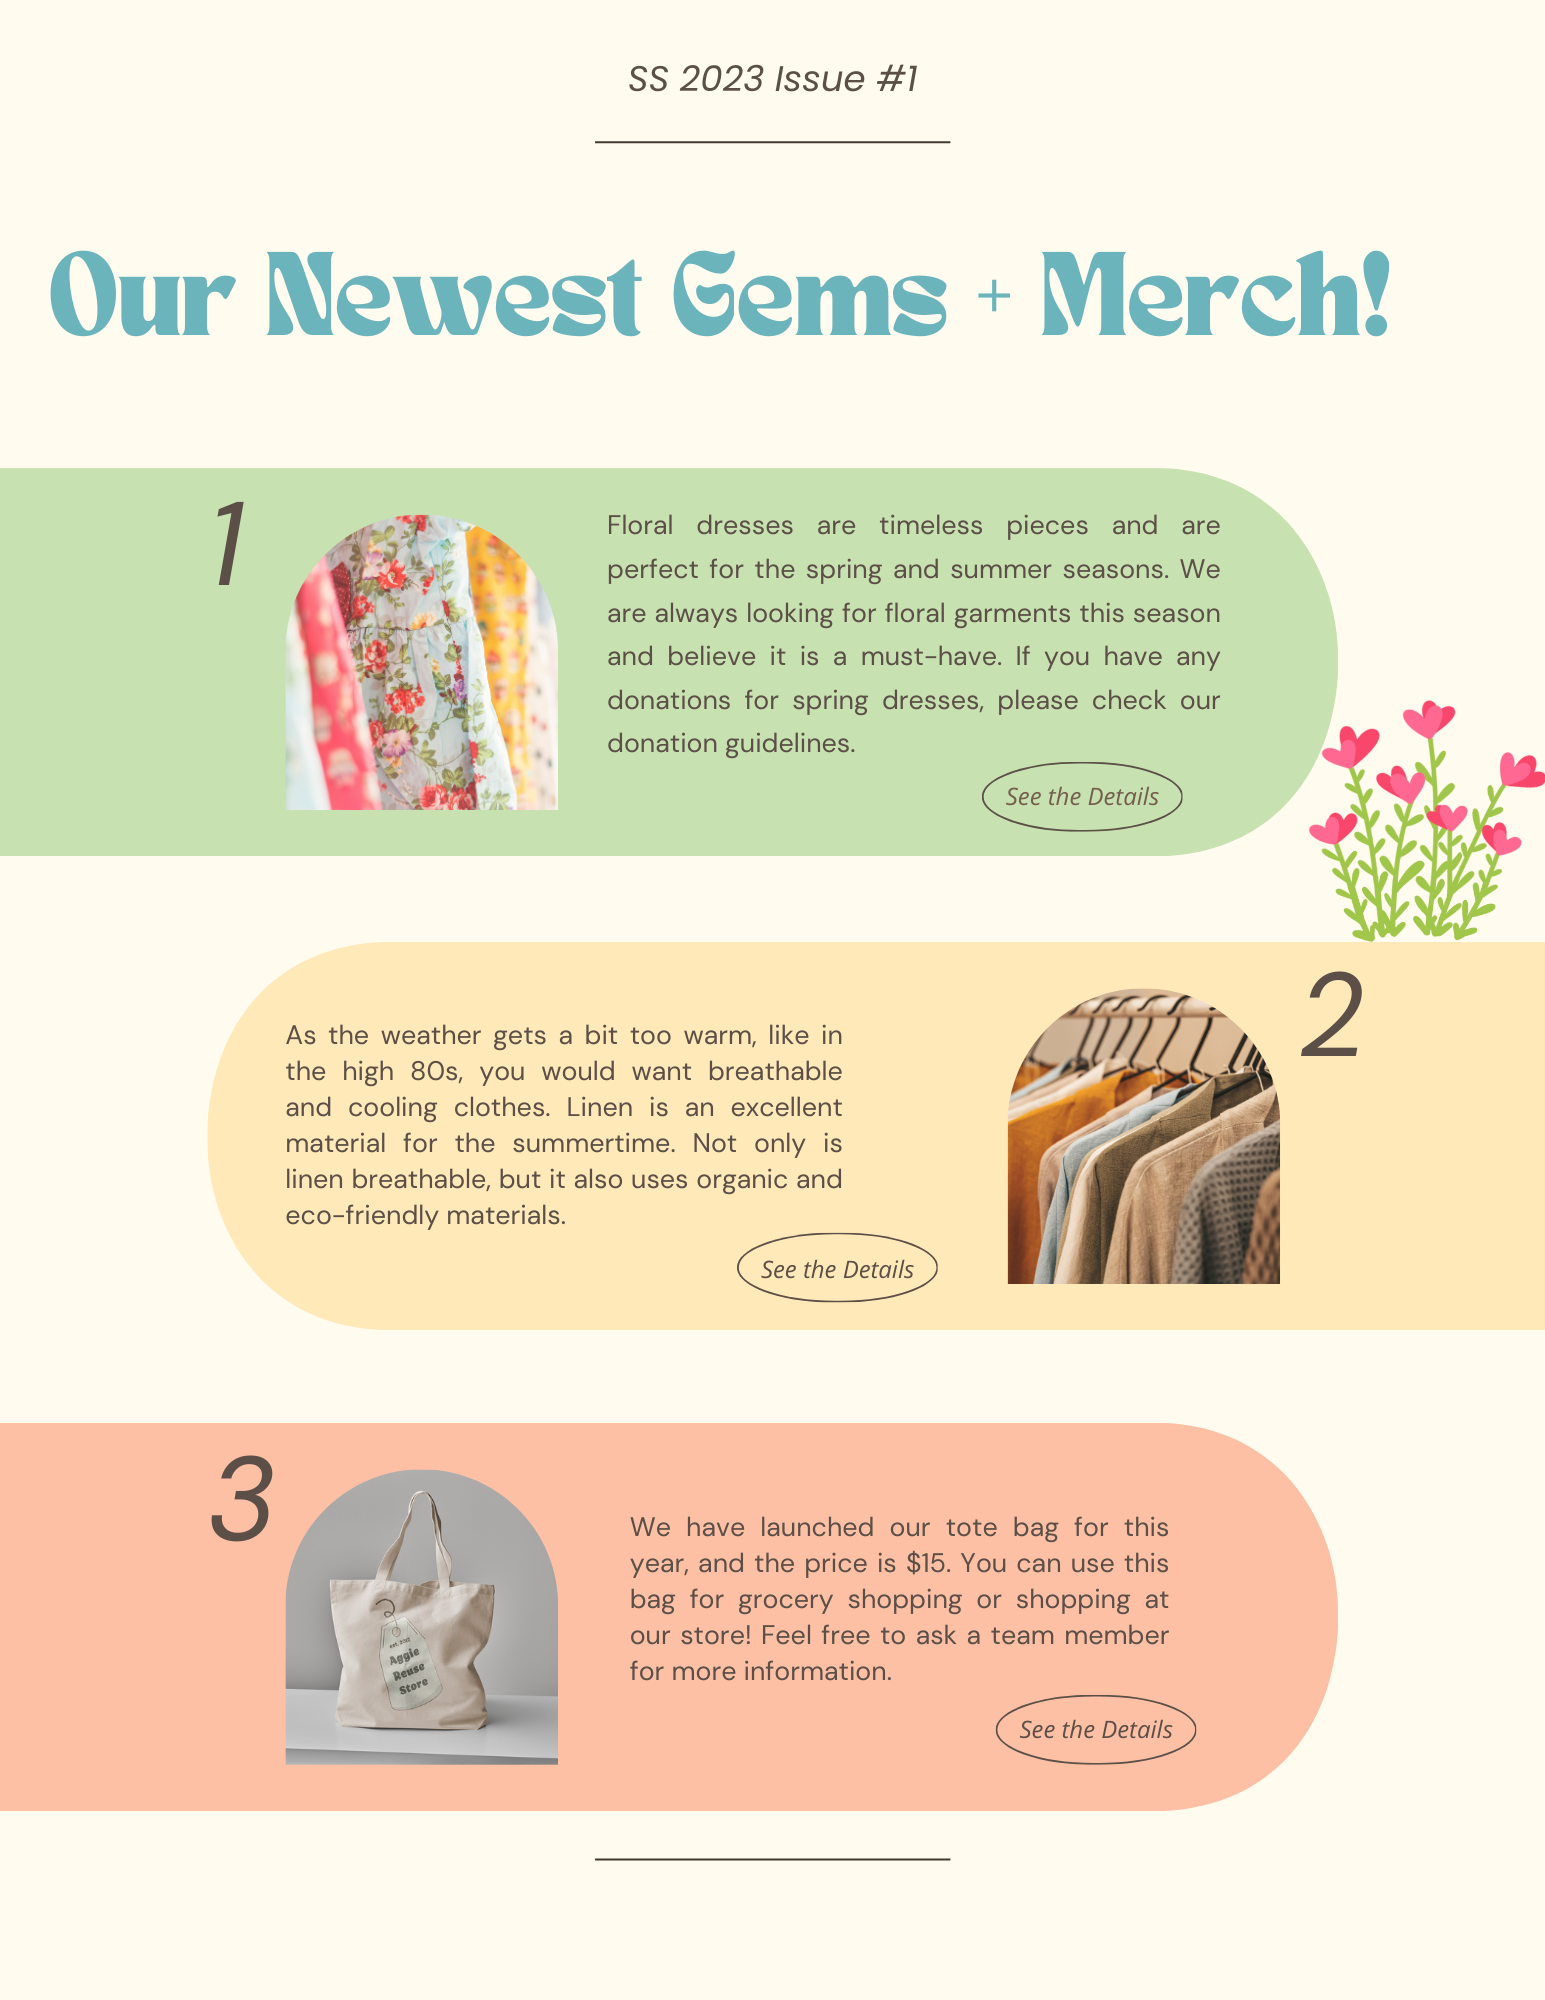 SS 2023 Issue #1
Our Newest Gems + Merch!
1
Floral dresses are timeless pieces and are
perfect for the spring and summer seasons. We
are always looking for floral garments this season
and believe it is a must-have. If you have any
donations for spring dresses, please check our
donation guidelines.
See the Details
2
As the weather gets a bit too warm, like in
the high 80s, you would want breathable
and cooling clothes. Linen is an excellent
material for the summertime. Not only is
linen breathable, but it also uses organic and
eco-friendly materials.
See the Details
3
est.
Aggie
Reuse
Store
We have launched our tote bag for this
year, and the price is $15. You can use this
bag for grocery shopping or shopping at
our store! Feel free to ask a team member
for more information.
See the Details